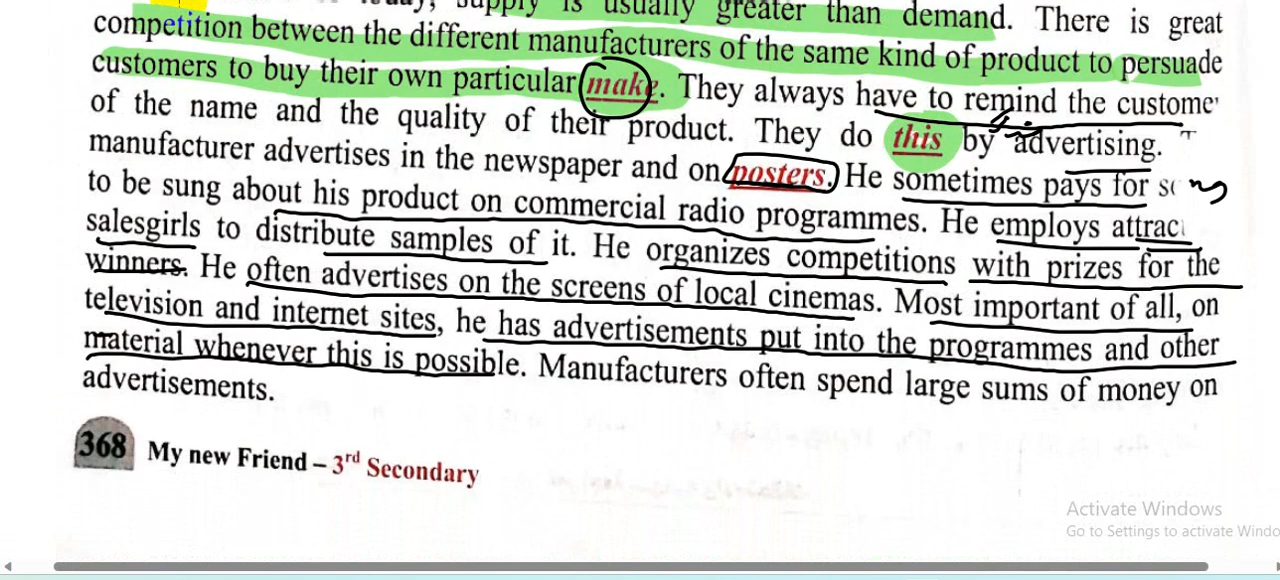 supply is usually greater than demand. There is great
competition between the different manufacturers of the same kind of product to persuade
customers to buy their own particular make. They always have to remind the custome
of the name and the quality of their product. They do this by advertising. T
manufacturer advertises in the newspaper and on posters. He sometimes pays for songs
to be sung about his product on commercial radio programmes. He employs attrac
salesgirls to distribute samples of it. He organizes competitions with prizes for the
winners. He often advertises on the screens of local cinemas. Most important of all, on
television and internet sites, he has advertisements put into the programmes and other
material whenever this is possible. Manufacturers often spend large sums of money on
advertisements.
368 My new Friend – 3rd Secondary
Activate Windows
Go to Settings to activate Windo